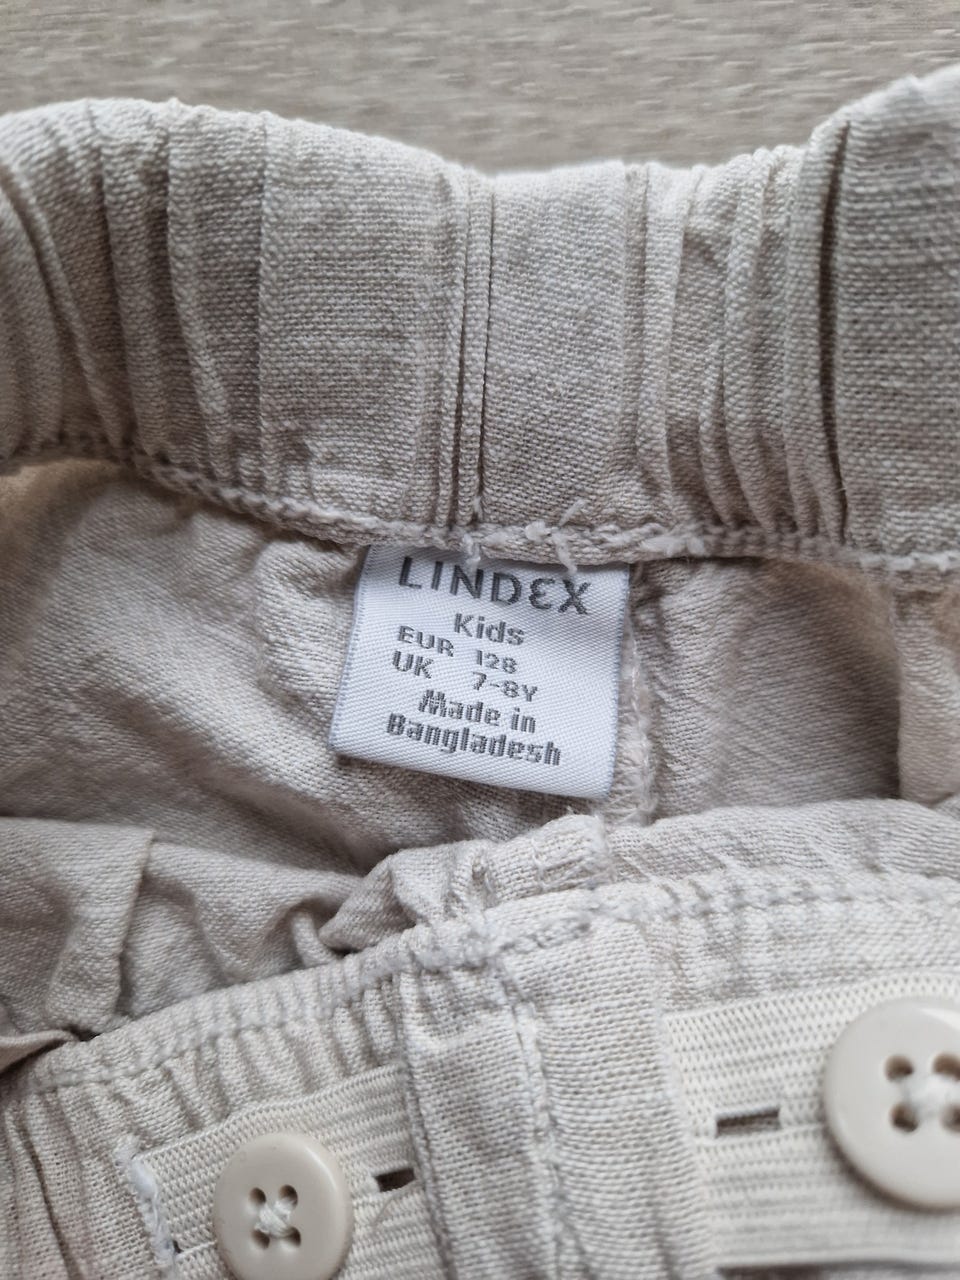 LINDEX
Kids
EUR 128
UK 7-8Y
Made in
Bangladesh